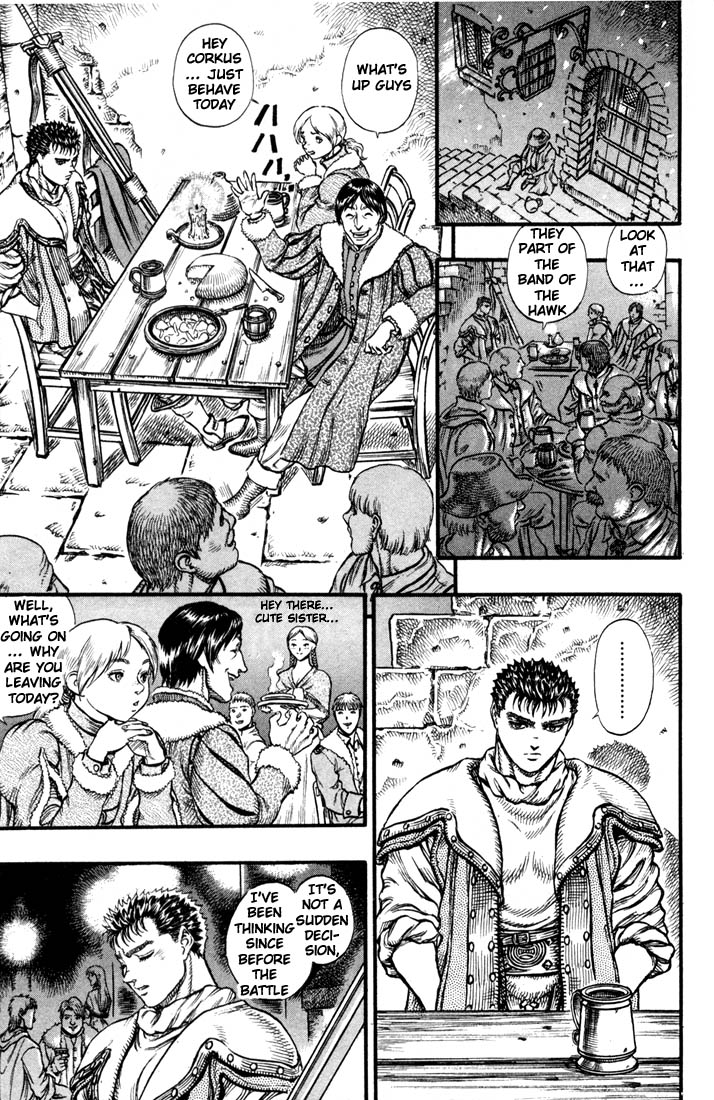 LOOK
AT
THAT
...
THEY
PART OF
THE
BAND OF
THE
HAWK
WHAT'S
UP GUYS
HEY
CORKUS
... JUST
BEHAVE
TODAY
ハハハ
.........
HEY THERE...
CUTE SISTER...
WELL,
WHAT'S
GOING ON
... WHY
ARE YOU
LEAVING
TODAY?
IT'S
NOT A
SUDDEN
DECI-
SION,
I'VE
BEEN
THINKING
SINCE
BEFORE
THE
BATTLE